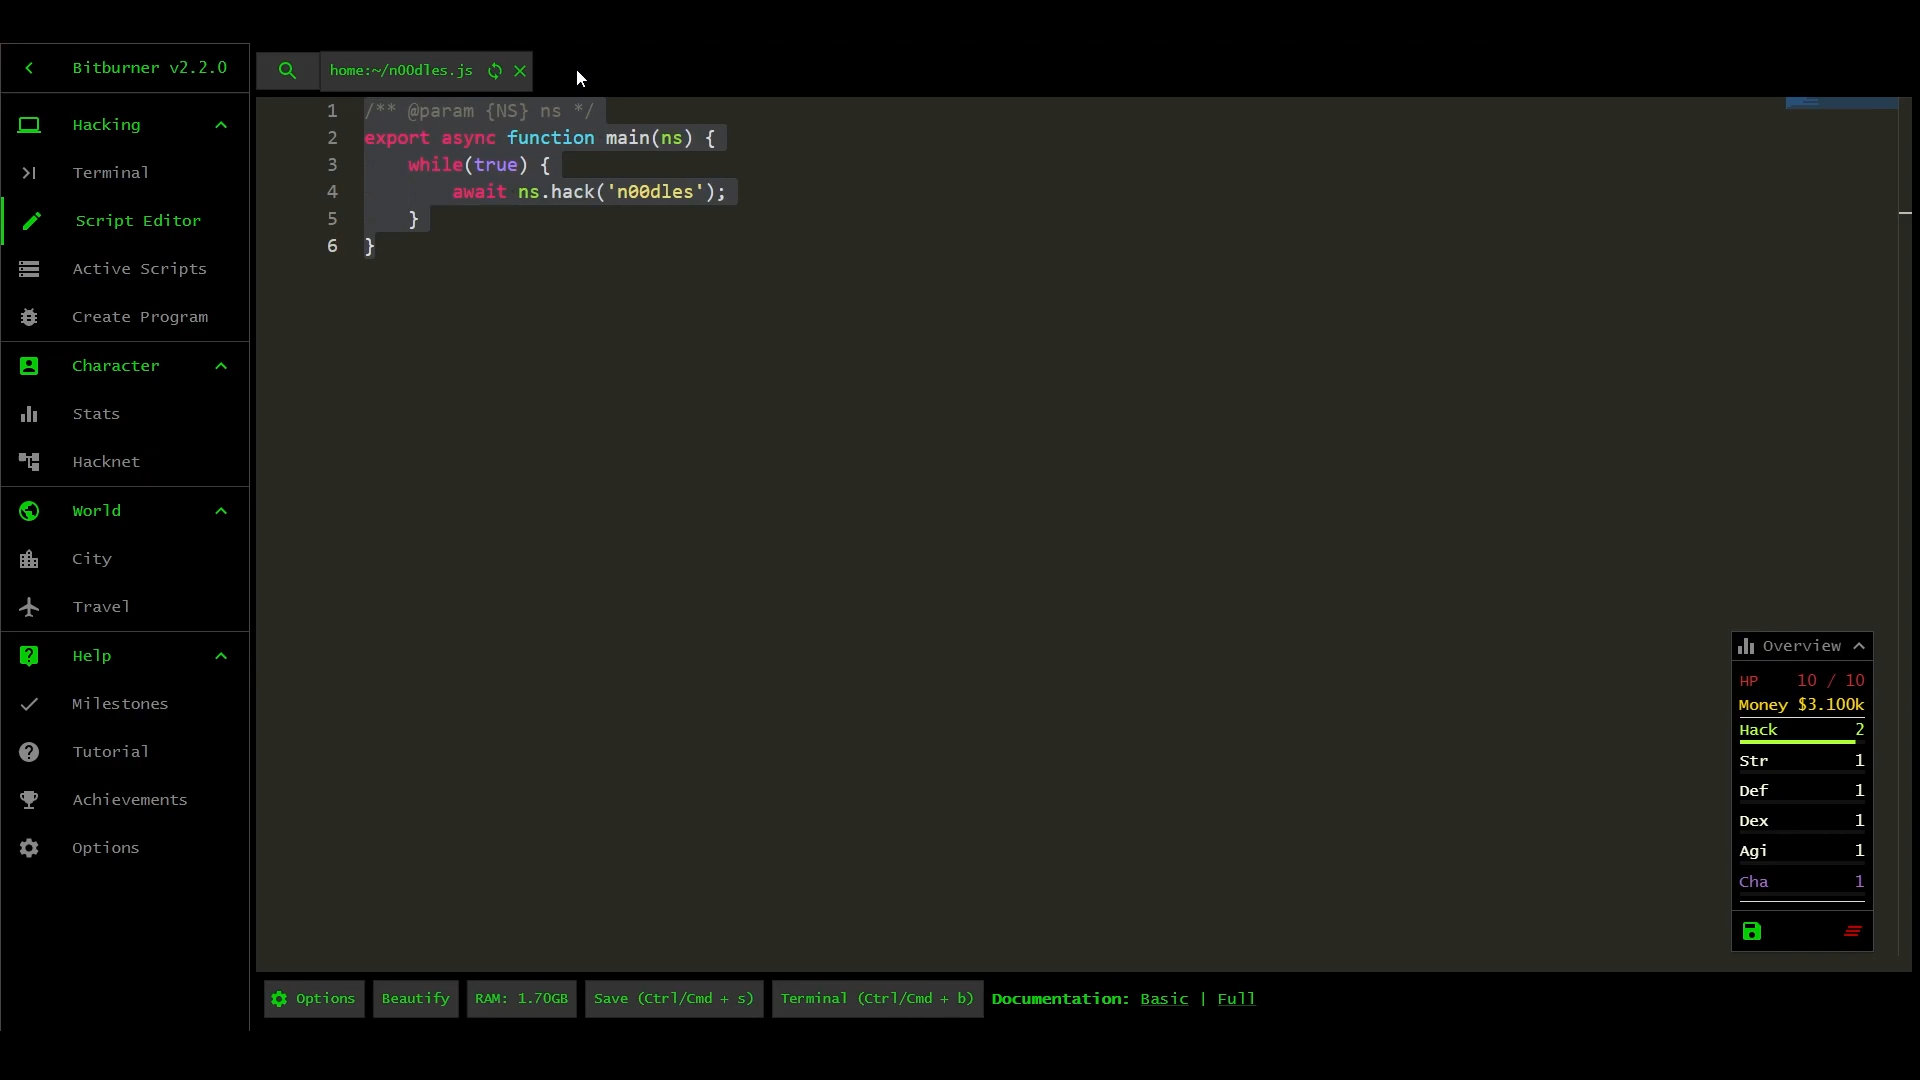 Bitburner v2.2.0
Hacking
Terminal
Script Editor
Active Scripts
Create Program
Character
Stats
Hacknet
World
City
Travel
Help
Milestones
Tutorial
Achievements
Options
home:~/n00dles.js
1 /** @param {NS} ns */
2 export async function main(ns) {
3     while(true) {
4         await ns.hack('n00dles');
5     }
6 }
Overview
HP 10 / 10
Money $3.100k
Hack 2
Str 1
Def 1
Dex 1
Agi 1
Cha 1
Options
Beautify
RAM: 1.70GB
Save (Ctrl/Cmd + s)
Terminal (Ctrl/Cmd + b)
Documentation: Basic | Full